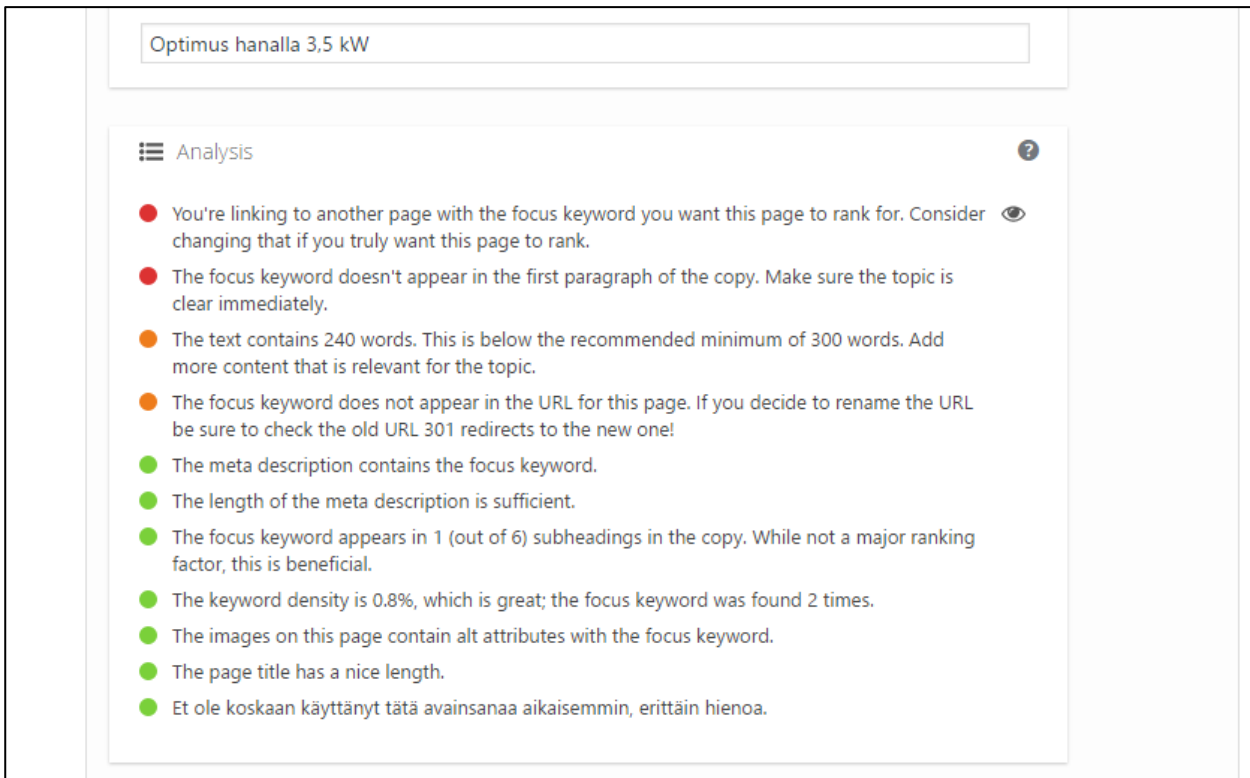 Optimus hanalla 3,5 kW
Analysis
You're linking to another page with the focus keyword you want this page to rank for. Consider
changing that if you truly want this page to rank.
The focus keyword doesn't appear in the first paragraph of the copy. Make sure the topic is
clear immediately.
The text contains 240 words. This is below the recommended minimum of 300 words. Add
more content that is relevant for the topic.
The focus keyword does not appear in the URL for this page. If you decide to rename the URL
be sure to check the old URL 301 redirects to the new one!
The meta description contains the focus keyword.
The length of the meta description is sufficient.
The focus keyword appears in 1 (out of 6) subheadings in the copy. While not a major ranking
factor, this is beneficial.
The keyword density is 0.8%, which is great; the focus keyword was found 2 times.
The images on this page contain alt attributes with the focus keyword.
The page title has a nice length.
Et ole koskaan käyttänyt tätä avainsanaa aikaisemmin, erittäin hienoa.